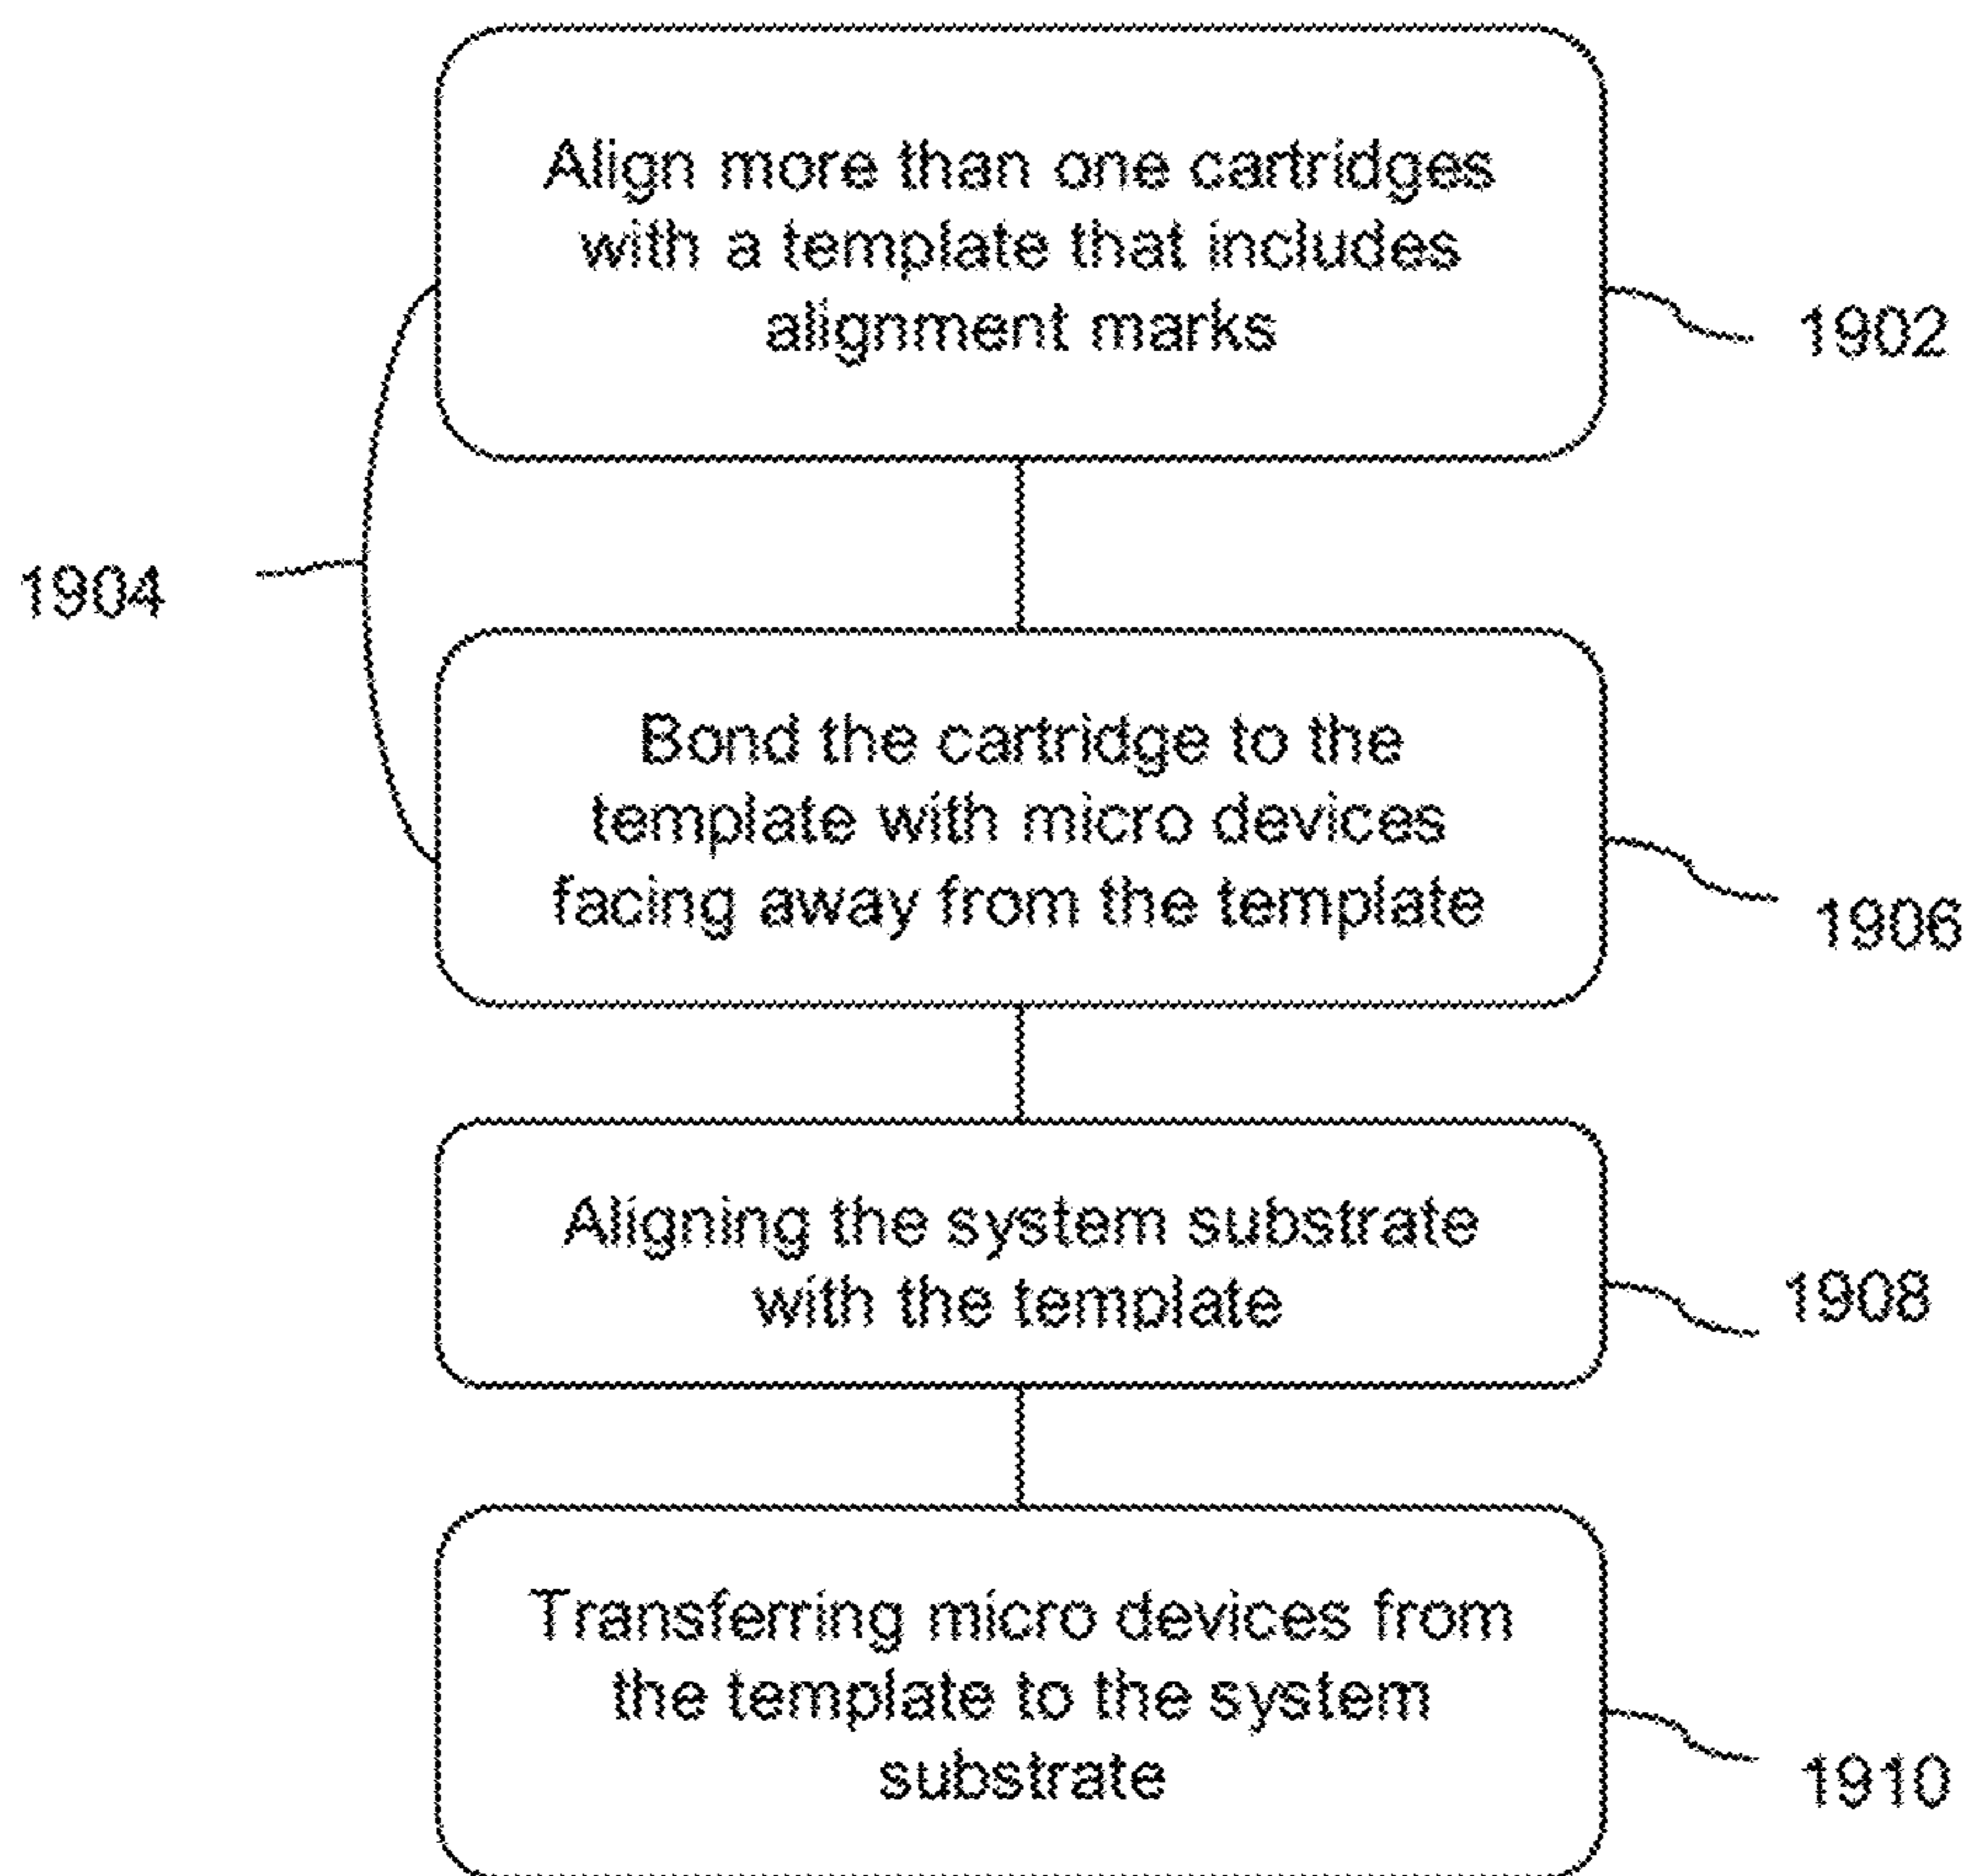 Align more than one cartridges
with a template that includes
alignment marks
1902
1904
Bond the cartridge to the
template with micro devices
facing away from the template
1906
Aligning the system substrate
with the template
1908
Transferring micro devices from
the template to the system
substrate
1910